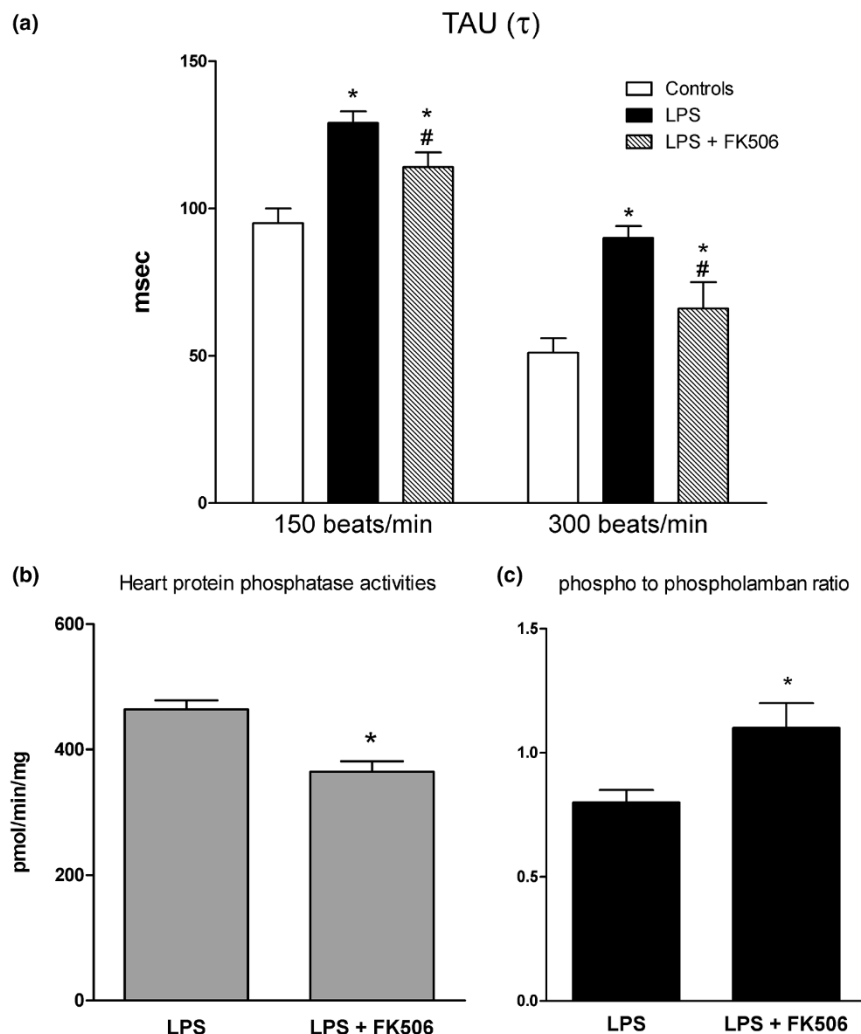 (a)
TAU (τ)
150
100
50
0
msec
Controls
LPS
LPS + FK506
*
*
#
*
*
#
150 beats/min
300 beats/min
(b)
Heart protein phosphatase activities
600
400
200
0
pmol/min/mg
*
LPS
LPS + FK506
(c)
phospho to phospholamban ratio
1.5
1.0
0.5
0.0
*
LPS
LPS + FK506